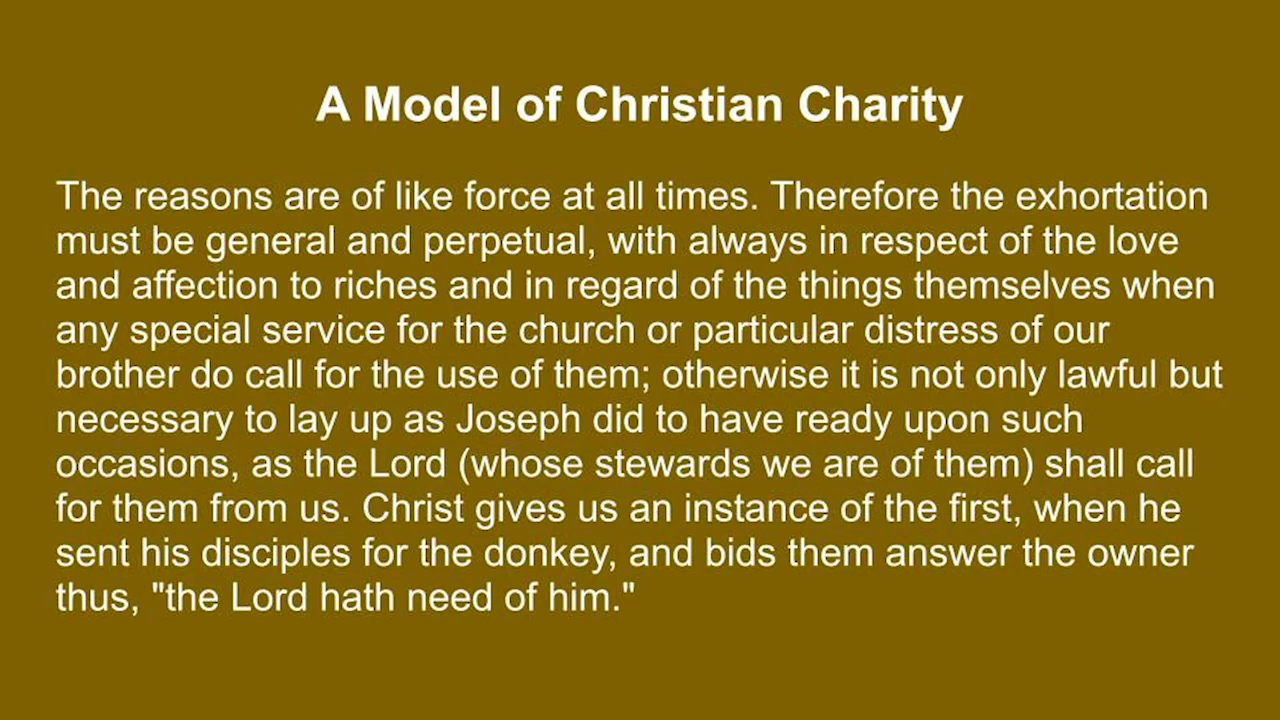 A Model of Christian Charity
The reasons are of like force at all times. Therefore the exhortation
must be general and perpetual, with always in respect of the love
and affection to riches and in regard of the things themselves when
any special service for the church or particular distress of our
brother do call for the use of them; otherwise it is not only lawful but
necessary to lay up as Joseph did to have ready upon such
occasions, as the Lord (whose stewards we are of them) shall call
for them from us. Christ gives us an instance of the first, when he
sent his disciples for the donkey, and bids them answer the owner
thus, "the Lord hath need of him."